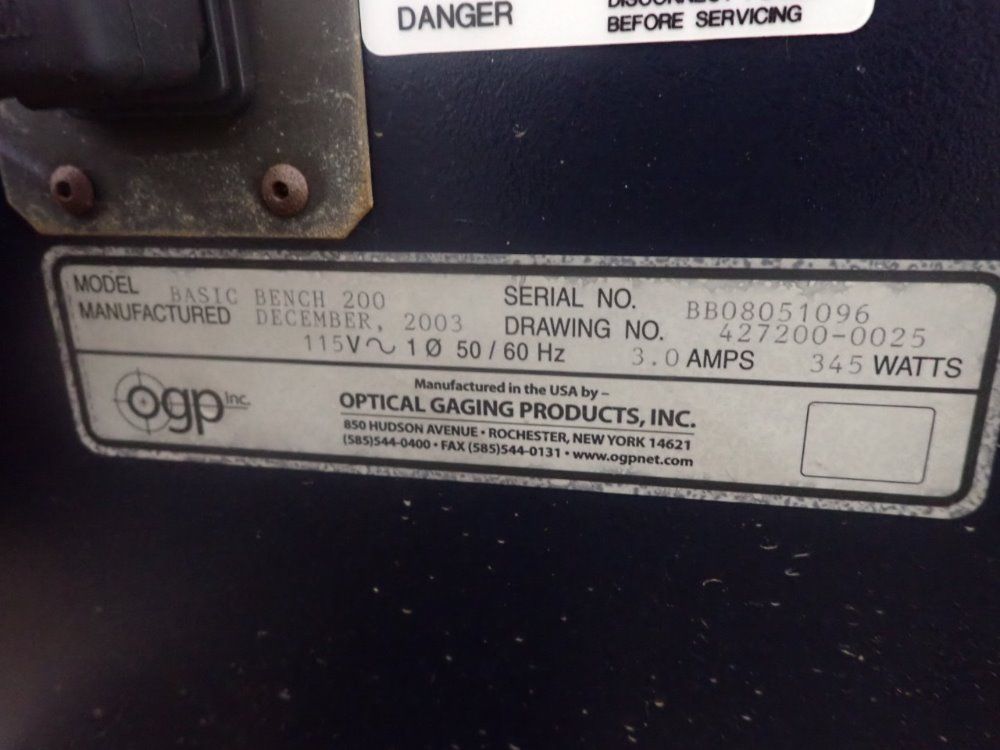 DANGER
BEFORE SERVICING
MODEL BASIC BENCH 200 SERIAL NO. BB08051096
MANUFACTURED DECEMBER, 2003 DRAWING NO. 427200-0025
115V~ 1Ø 50/60 Hz 3.0 AMPS 345 WATTS
ogp Inc.
Manufactured in the USA by –
OPTICAL GAGING PRODUCTS, INC.
850 HUDSON AVENUE • ROCHESTER, NEW YORK 14621
(585)544-0400 • FAX (585)544-0131 • www.ogpnet.com